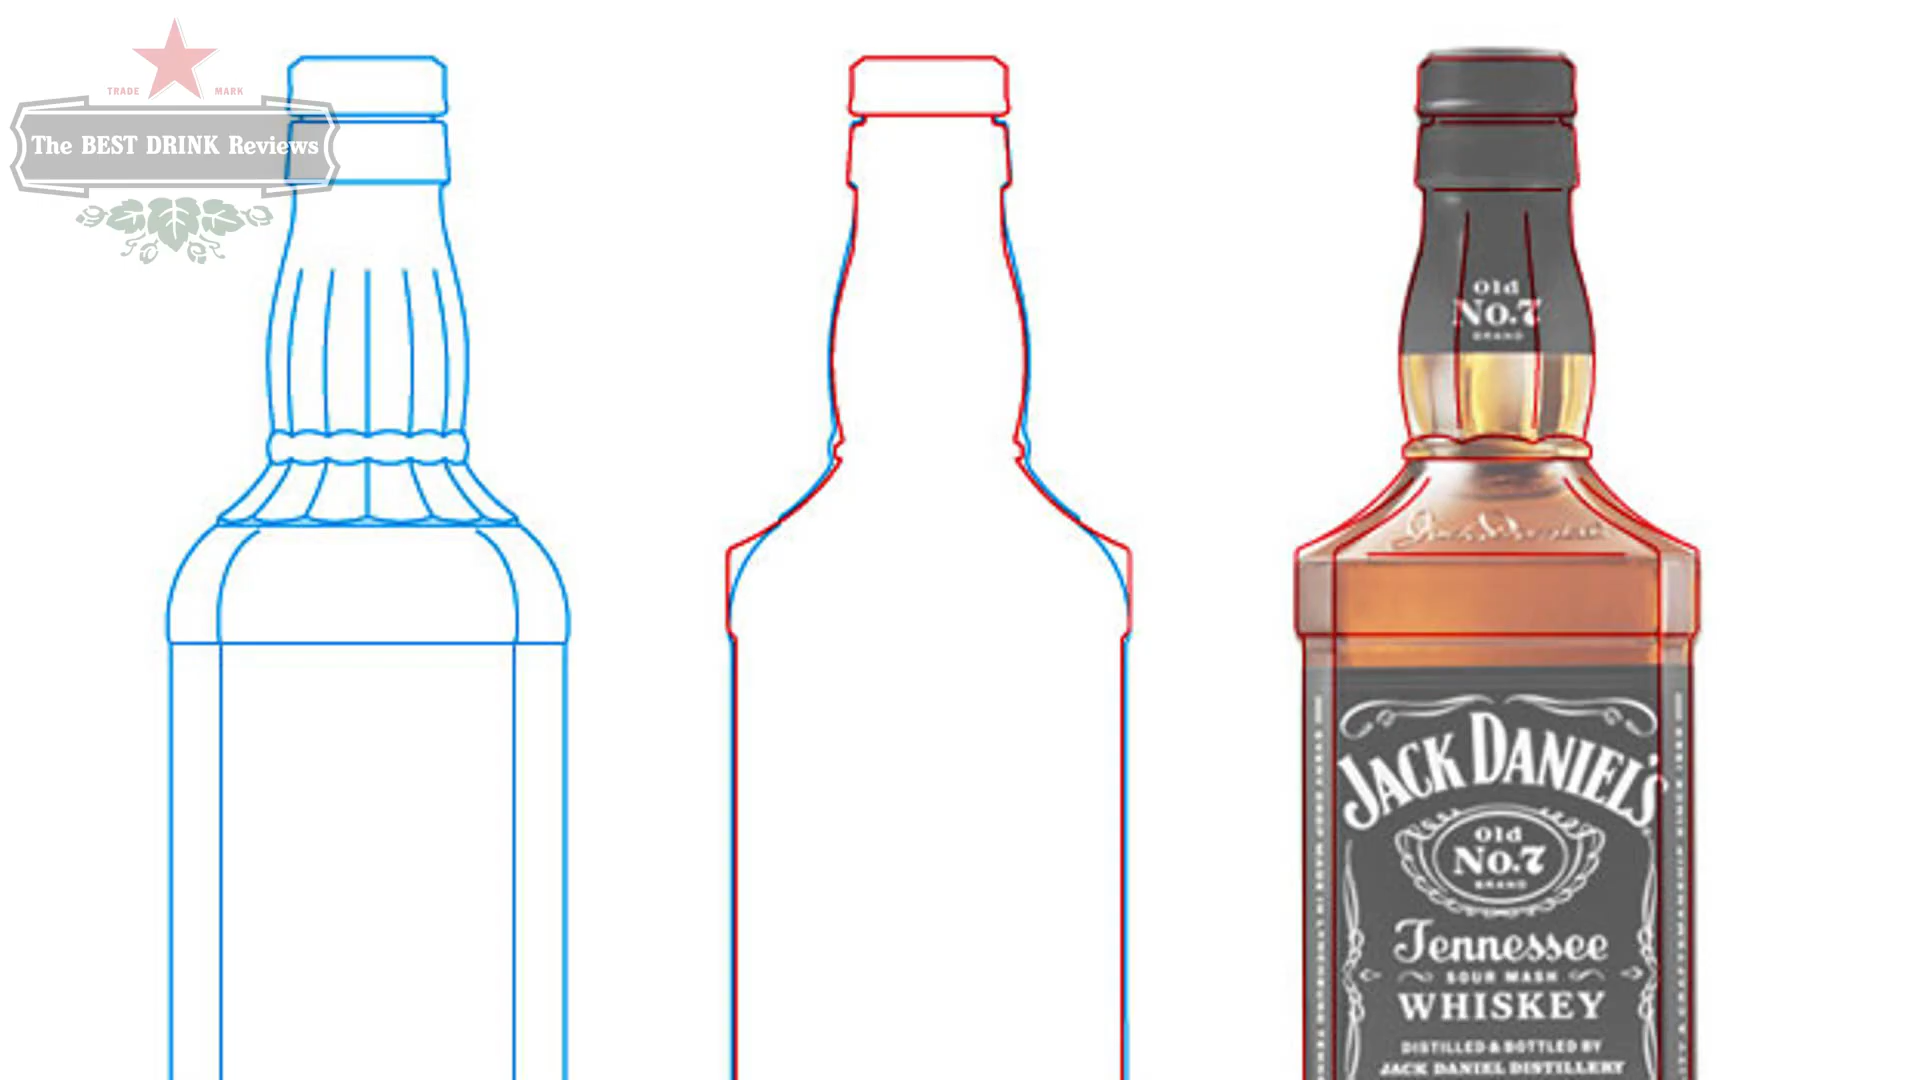 TRADE MARK
The BEST DRINK Reviews
Old
No.7
BRAND
JACK DANIEL'S
Old
No.7
BRAND
Tennessee
SOUR MASH
WHISKEY
DISTILLED & BOTTLED BY
JACK DANIEL DISTILLERY